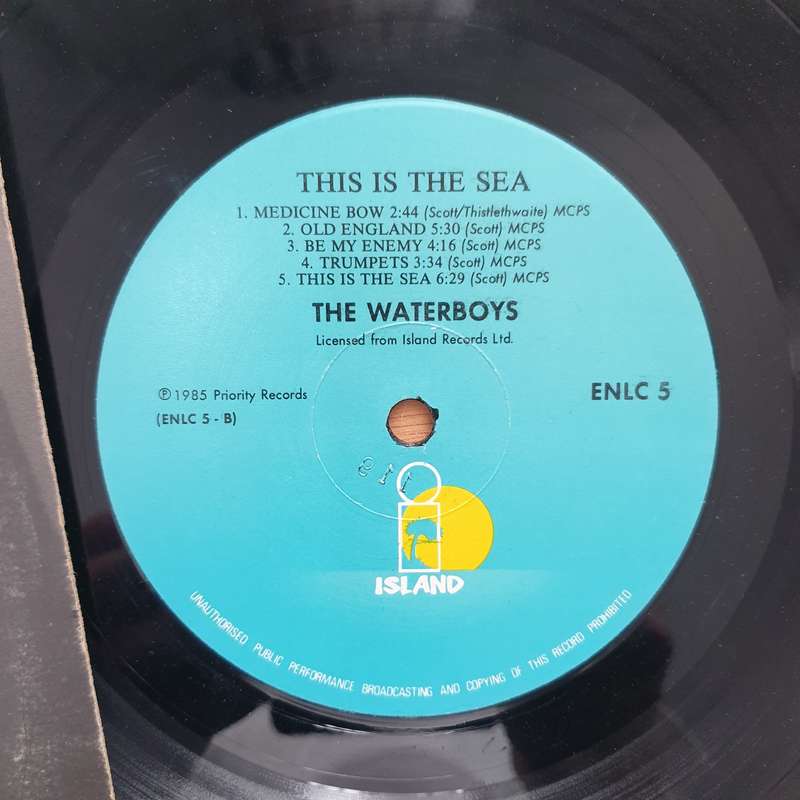 THIS IS THE SEA
1. MEDICINE BOW 2:44 (Scott/Thistlethwaite) MCPS
2. OLD ENGLAND 5:30 (Scott) MCPS
3. BE MY ENEMY 4:16 (Scott) MCPS
4. TRUMPETS 3:34 (Scott) MCPS
5. THIS IS THE SEA 6:29 (Scott) MCPS
THE WATERBOYS
Licensed from Island Records Ltd.
℗ 1985 Priority Records
(ENLC 5 - B)
ENLC 5
ISLAND
UNAUTHORISED PUBLIC PERFORMANCE BROADCASTING AND COPYING OF THIS RECORD PROHIBITED